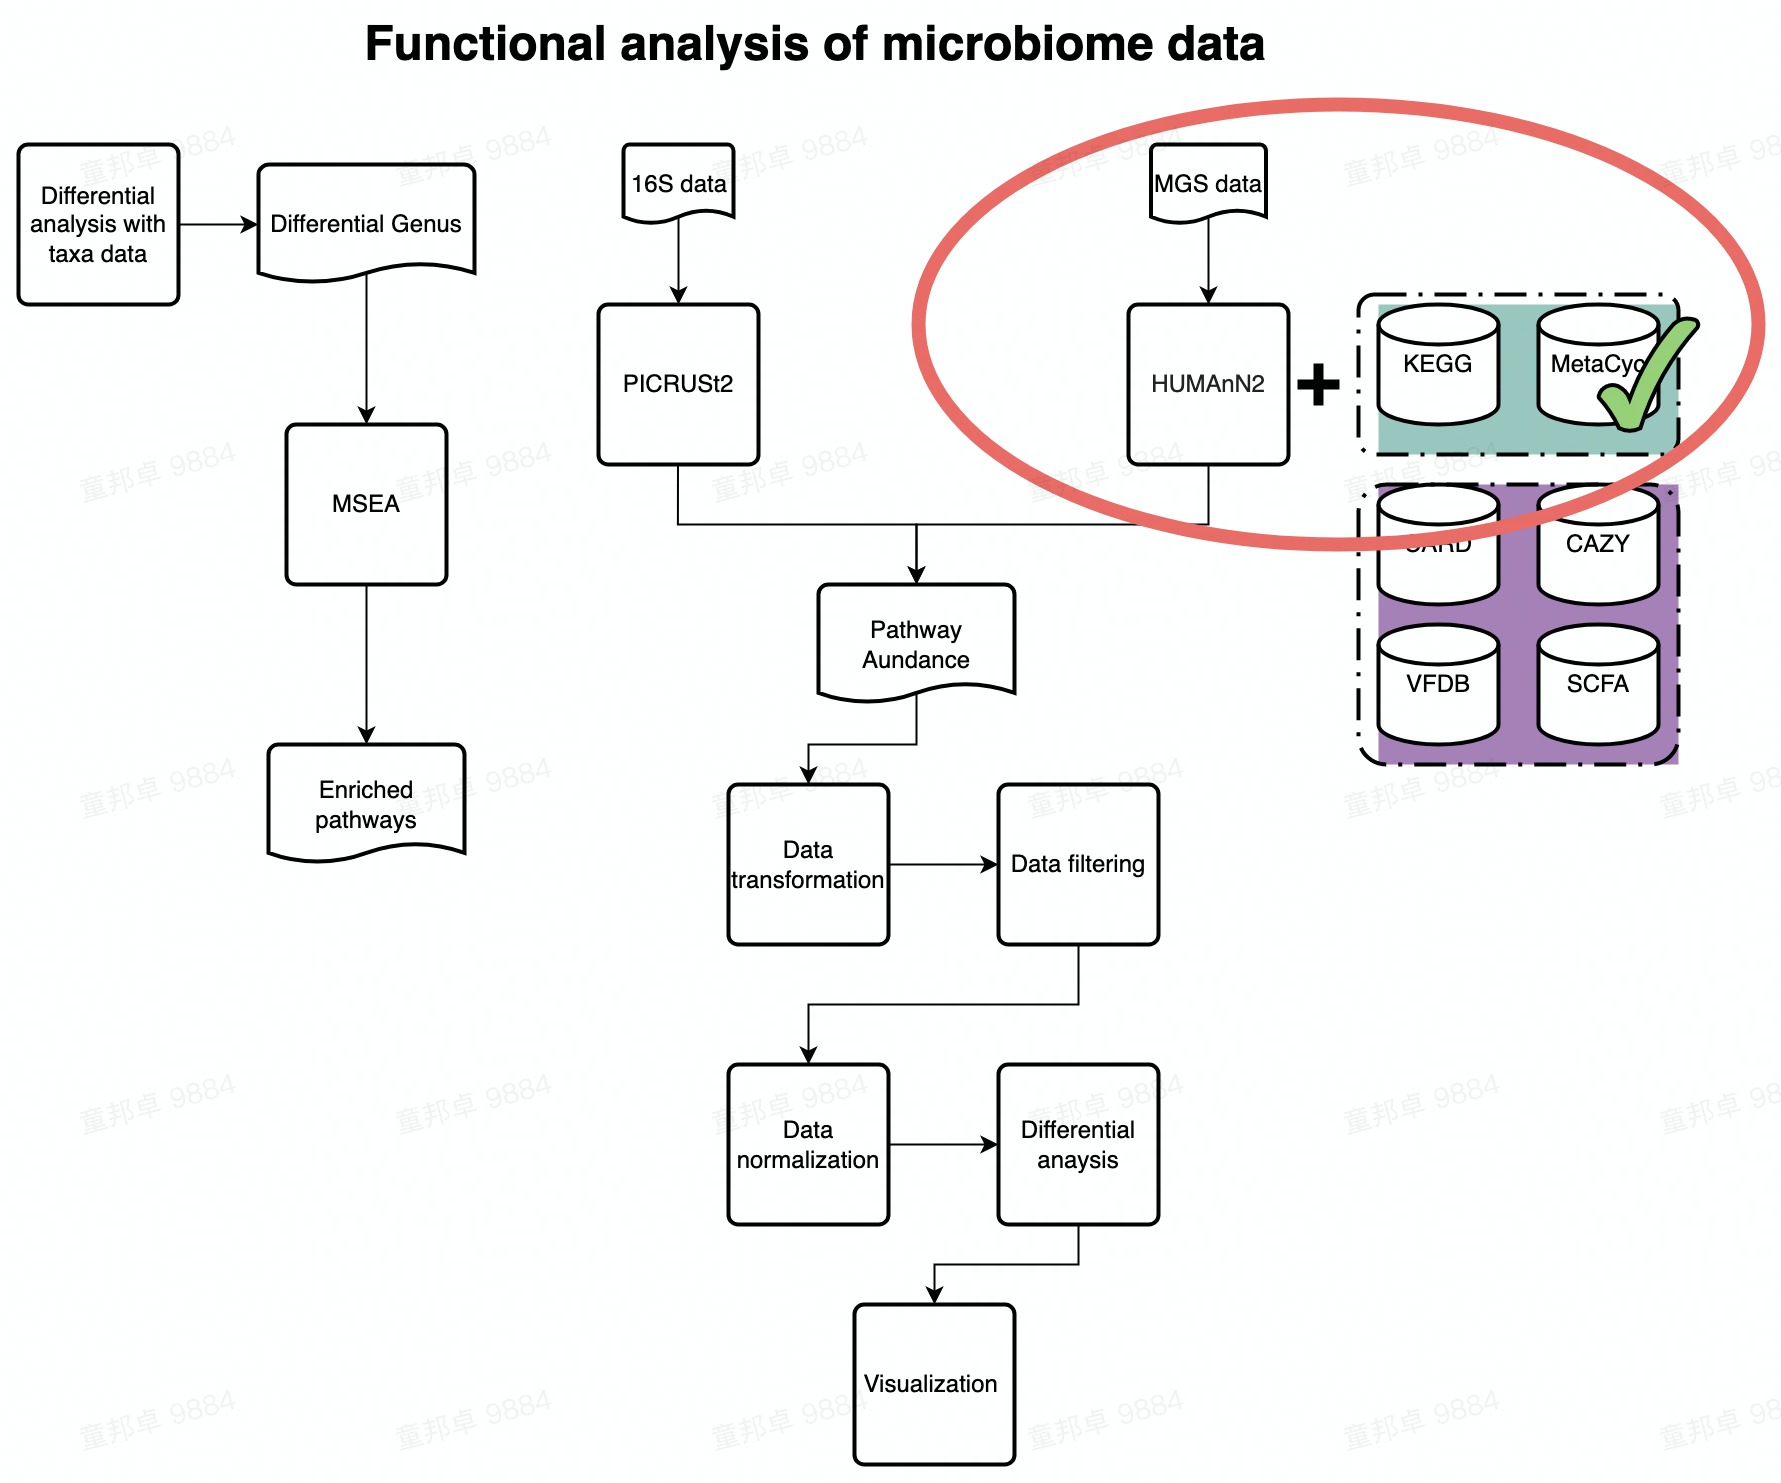 Functional analysis of microbiome data
Differential
analysis with
taxa data
Differential Genus
MSEA
Enriched
pathways
16S data
PICRUSt2
MGS data
HUMAnN2
KEGG
MetaCyc
CARD
CAZY
VFDB
SCFA
Pathway
Aundance
Data
transformation
Data filtering
Data
normalization
Differential
anaysis
Visualization
童邦卓 9884